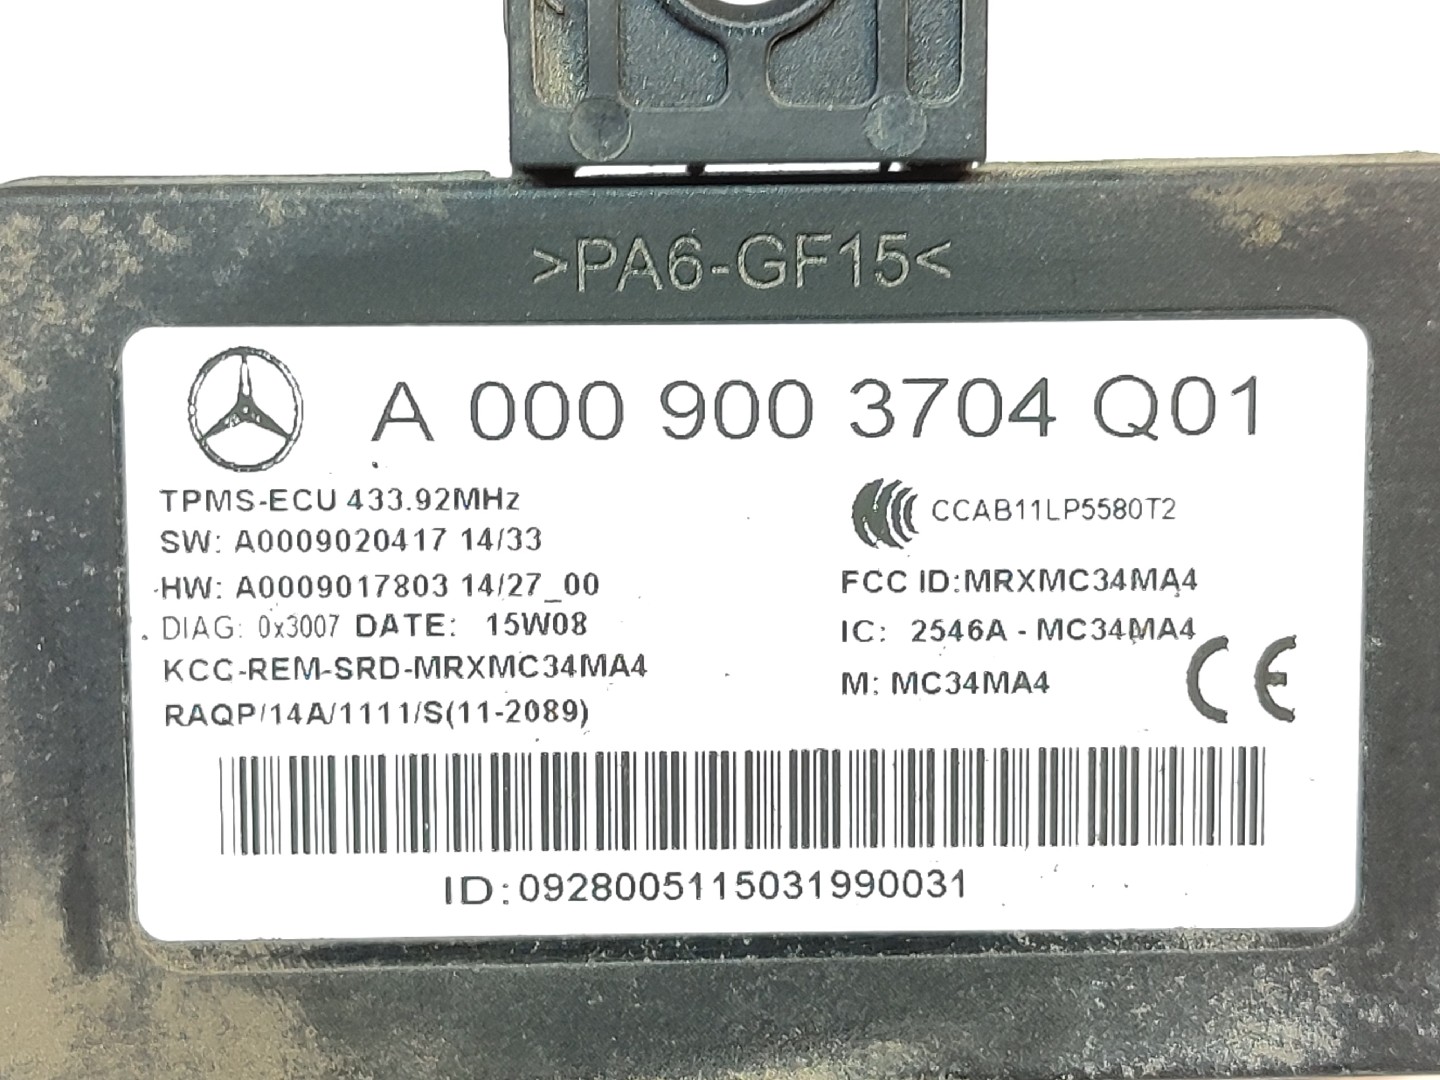 >PA6-GF15<
A 000 900 3704 Q01
TPMS-ECU 433.92MHz
SW: A0009020417 14/33
HW: A0009017803 14/27_00
DIAG: 0x3007 DATE: 15W08
KCC-REM-SRD-MRXMC34MA4
RAQP/14A/1111/S(11-2089)
CCAB11LP5580T2
FCC ID:MRXMC34MA4
IC: 2546A - MC34MA4
M: MC34MA4
CE
ID:0928005115031990031